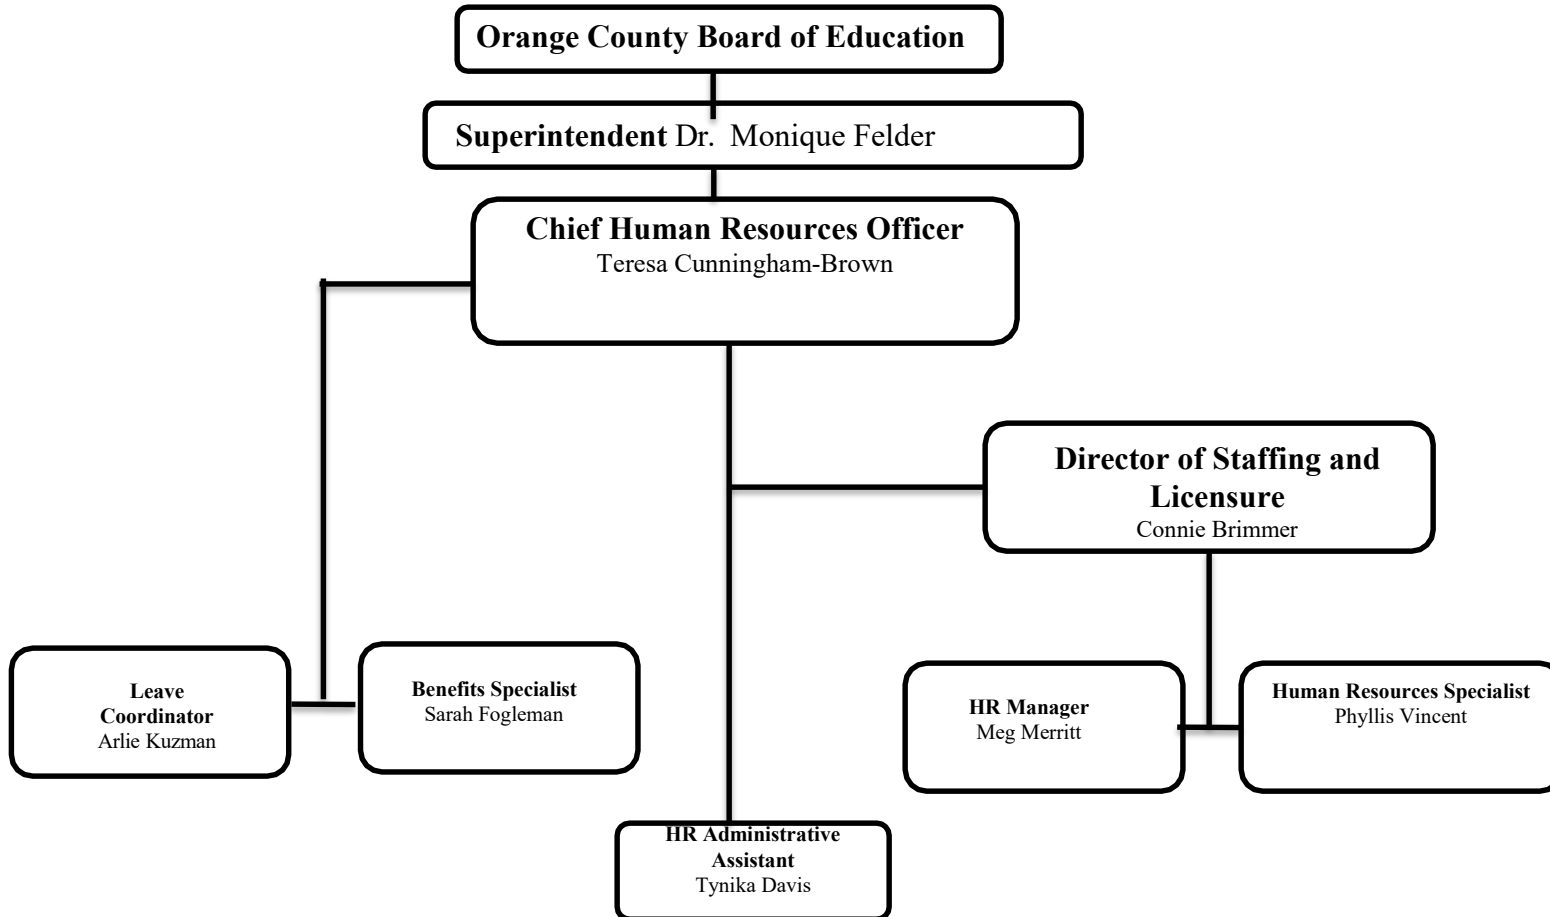 Orange County Board of Education
Superintendent Dr.  Monique Felder
Chief Human Resources Officer
Teresa Cunningham-Brown
Director of Staffing and
Licensure
Connie Brimmer
Leave
Coordinator
Arlie Kuzman
Benefits Specialist
Sarah Fogleman
HR Manager
Meg Merritt
Human Resources Specialist
Phyllis Vincent
HR Administrative
Assistant
Tynika Davis